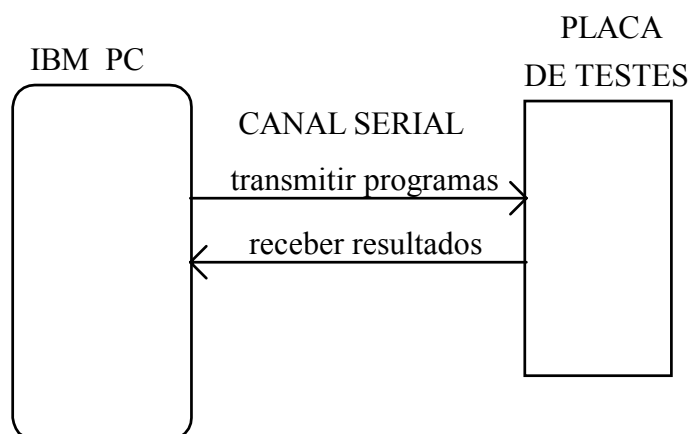 IBM PC
PLACA
DE TESTES
CANAL SERIAL
transmitir programas
receber resultados